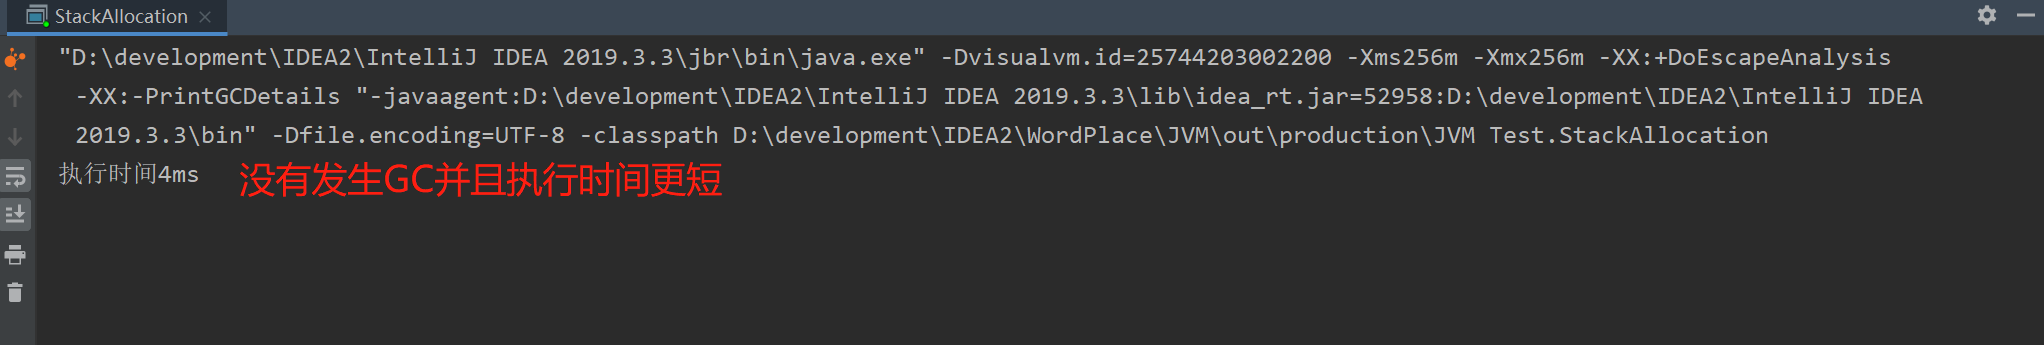 StackAllocation
"D:\development\IDEA2\IntelliJ IDEA 2019.3.3\jbr\bin\java.exe" -Dvisualvm.id=25744203002200 -Xms256m -Xmx256m -XX:+DoEscapeAnalysis
-XX:-PrintGCDetails "-javaagent:D:\development\IDEA2\IntelliJ IDEA 2019.3.3\lib\idea_rt.jar=52958:D:\development\IDEA2\IntelliJ IDEA
2019.3.3\bin" -Dfile.encoding=UTF-8 -classpath D:\development\IDEA2\WordPlace\JVM\out\production\JVM Test.StackAllocation
执行时间4ms 没有发生GC并且执行时间更短